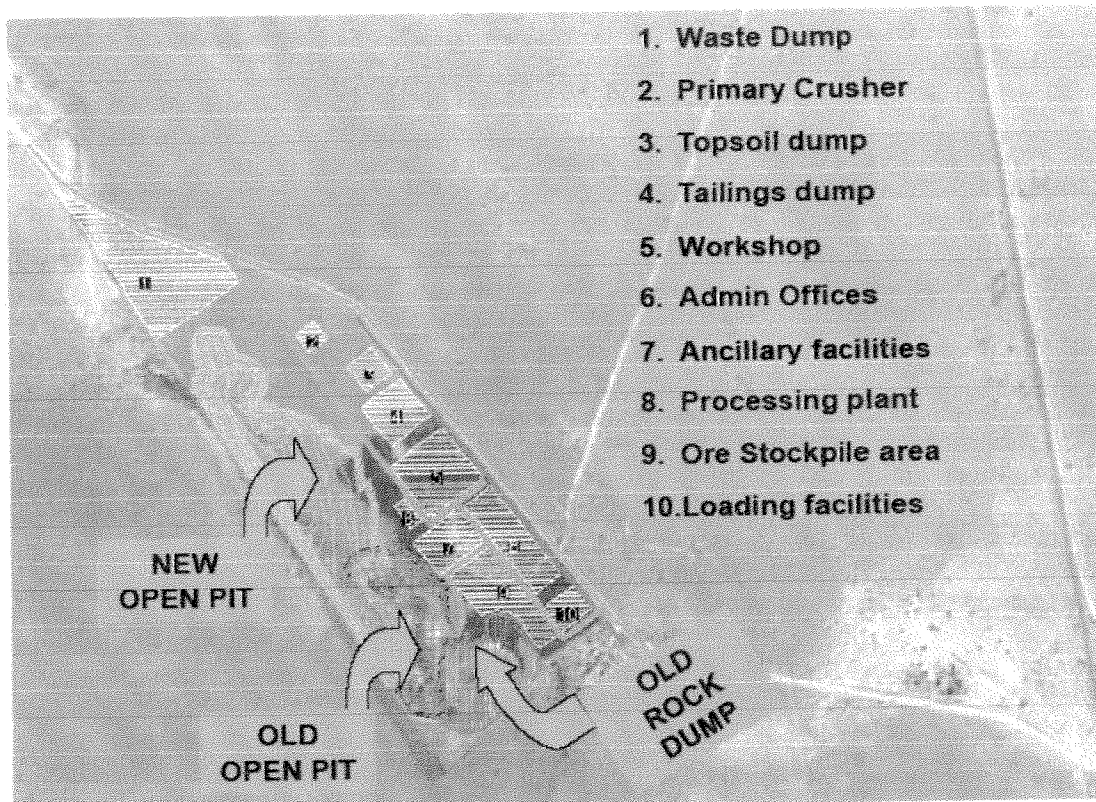 1. Waste Dump
2. Primary Crusher
3. Topsoil dump
4. Tailings dump
5. Workshop
6. Admin Offices
7. Ancillary facilities
8. Processing plant
9. Ore Stockpile area
10.Loading facilities
NEW
OPEN PIT
OLD
OPEN PIT
OLD
ROCK
DUMP
10